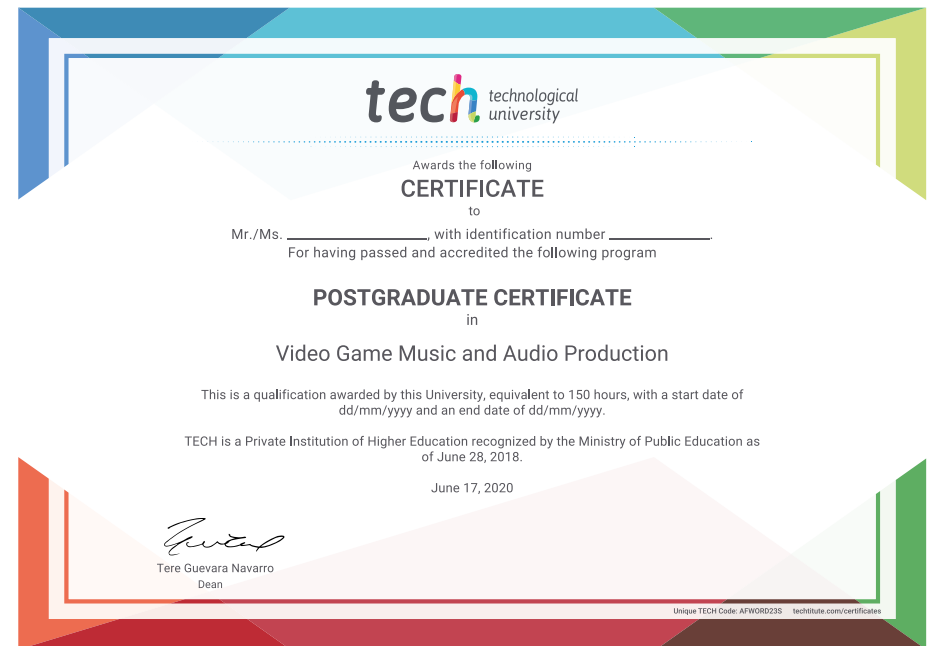 tech technological
university
Awards the following
CERTIFICATE
to
Mr./Ms. ____________________, with identification number ______________.
For having passed and accredited the following program
POSTGRADUATE CERTIFICATE
in
Video Game Music and Audio Production
This is a qualification awarded by this University, equivalent to 150 hours, with a start date of
dd/mm/yyyy and an end date of dd/mm/yyyy.
TECH is a Private Institution of Higher Education recognized by the Ministry of Public Education as
of June 28, 2018.
June 17, 2020
Tere Guevara Navarro
Dean
Unique TECH Code: AFWORD23S techtitute.com/certificates